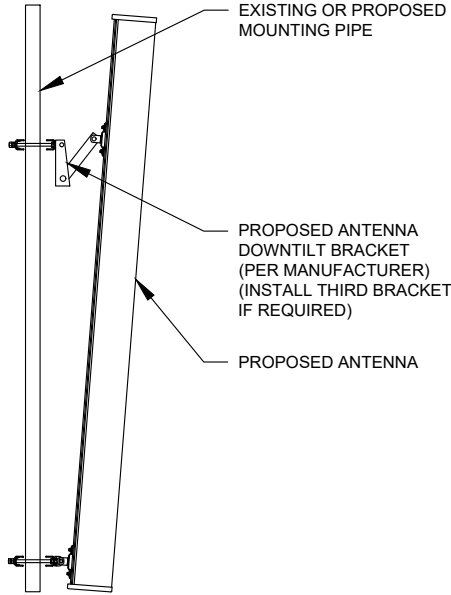 EXISTING OR PROPOSED
MOUNTING PIPE
PROPOSED ANTENNA
DOWNTILT BRACKET
(PER MANUFACTURER)
(INSTALL THIRD BRACKET
IF REQUIRED)
PROPOSED ANTENNA